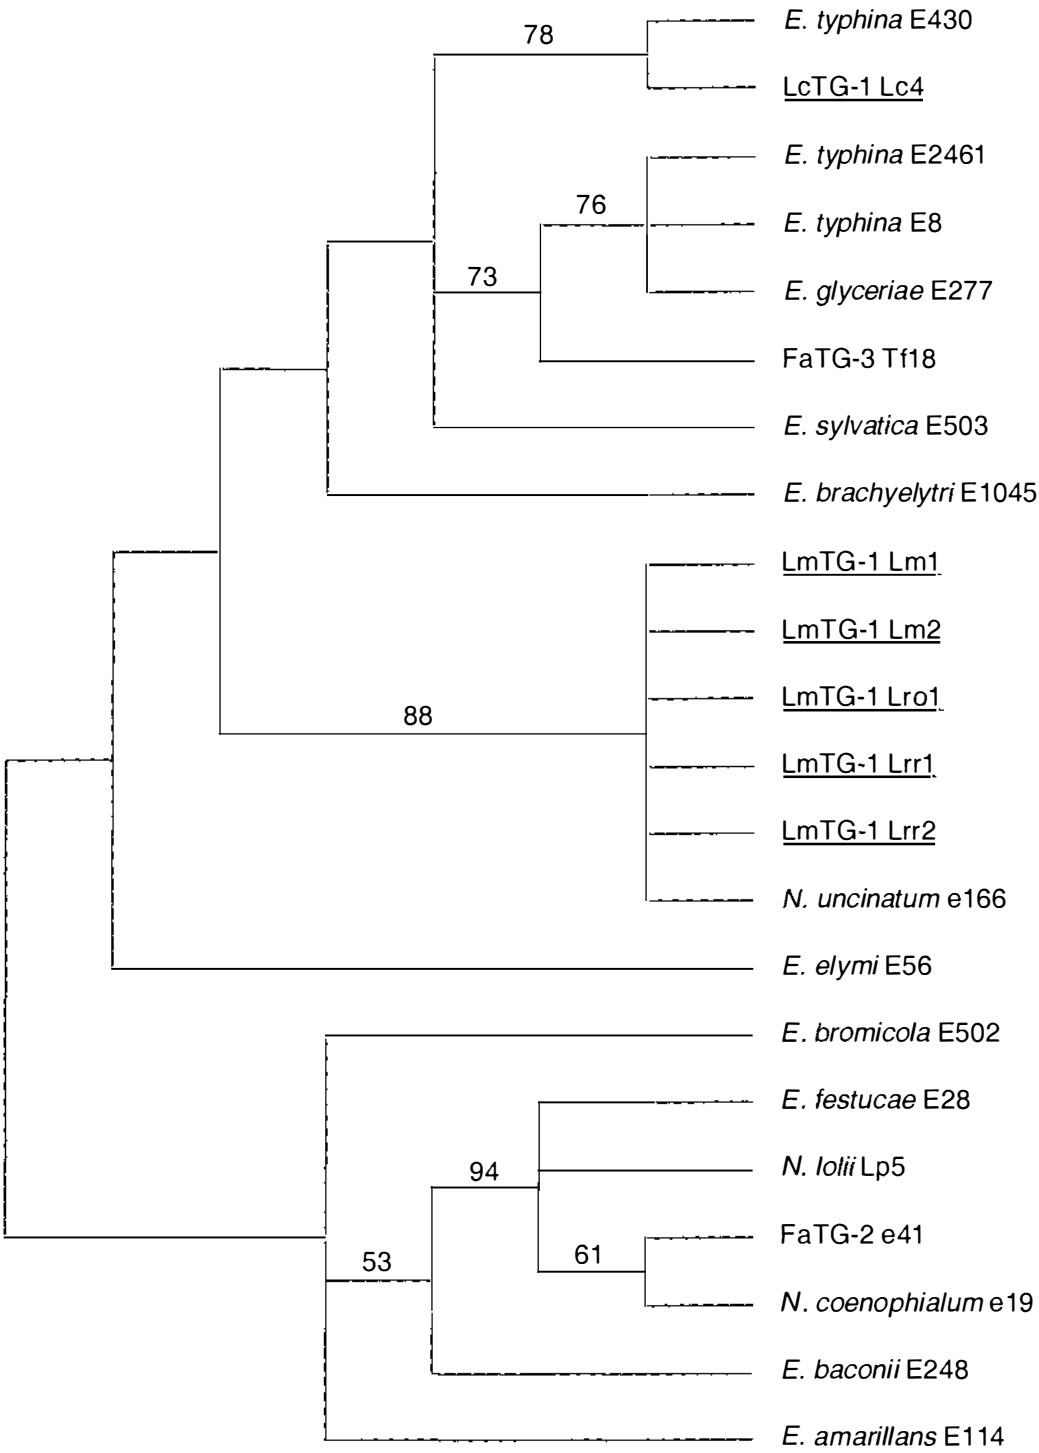 78
E. typhina E430
LcTG-1 Lc4
E. typhina E2461
76
E. typhina E8
73
E. glyceriae E277
FaTG-3 Tf18
E. sylvatica E503
E. brachyelytri E1045
LmTG-1 Lm1
LmTG-1 Lm2
LmTG-1 Lro1
88
LmTG-1 Lrr1
LmTG-1 Lrr2
N. uncinatum e166
E. elymi E56
E. bromicola E502
E. festucae E28
94
N. lolii Lp5
FaTG-2 e41
61
53
N. coenophialum e19
E. baconii E248
E. amarillans E114